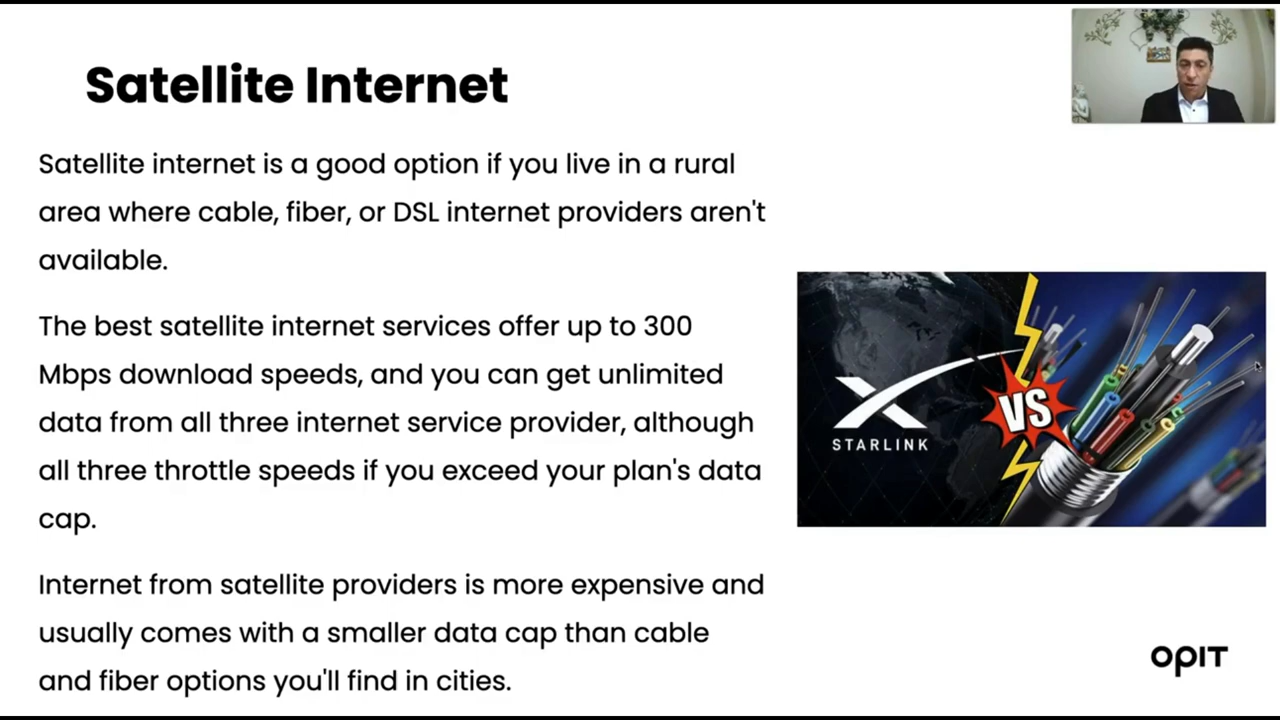 Satellite Internet
Satellite internet is a good option if you live in a rural
area where cable, fiber, or DSL internet providers aren't
available.
The best satellite internet services offer up to 300
Mbps download speeds, and you can get unlimited
data from all three internet service provider, although
all three throttle speeds if you exceed your plan's data
cap.
Internet from satellite providers is more expensive and
usually comes with a smaller data cap than cable
and fiber options you'll find in cities.
STARLINK
VS
OPIT